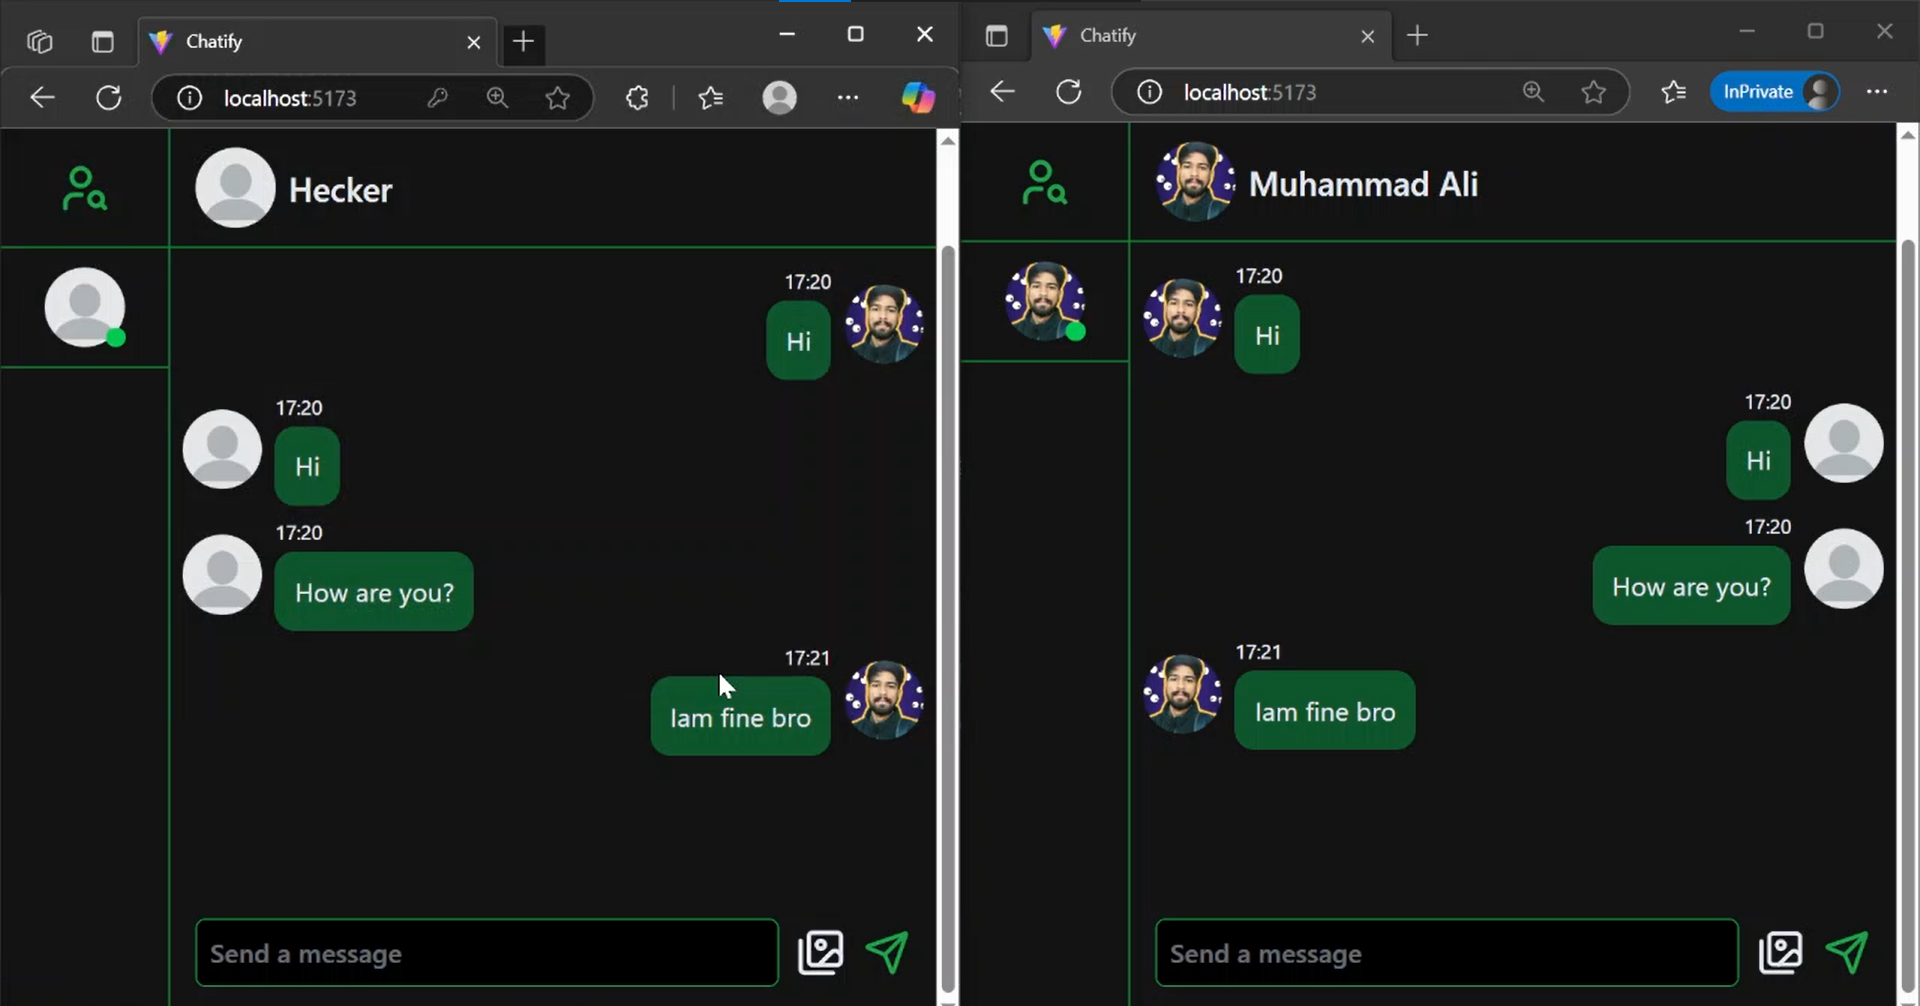 Chatify
localhost:5173
Hecker
17:20
Hi
17:20
Hi
17:20
How are you?
17:21
Iam fine bro
Send a message
Chatify
localhost:5173
InPrivate
Muhammad Ali
17:20
Hi
17:20
Hi
17:20
How are you?
17:21
Iam fine bro
Send a message